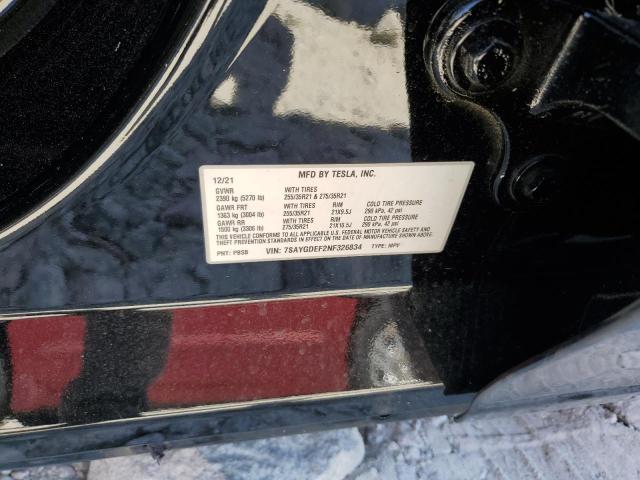 12/21 MFD BY TESLA, INC.
GVWR WITH TIRES
2390 kg (5270 lb) 255/35R21 & 275/35R21
GAWR FRT WITH TIRES RIM COLD TIRE PRESSURE
1363 kg (3004 lb) 255/35R21 21X9.5J 290 kPa, 42 psi
GAWR RR WITH TIRES RIM COLD TIRE PRESSURE
1500 kg (3306 lb) 275/35R21 21X10.5J 290 kPa, 42 psi
THIS VEHICLE CONFORMS TO ALL APPLICABLE U.S. FEDERAL MOTOR VEHICLE SAFETY AND
THEFT PREVENTION STANDARDS IN EFFECT ON THE DATE OF MANUFACTURE SHOWN ABOVE.
PNT: PBSB VIN: 7SAYGDEF2NF326834 TYPE: MPV